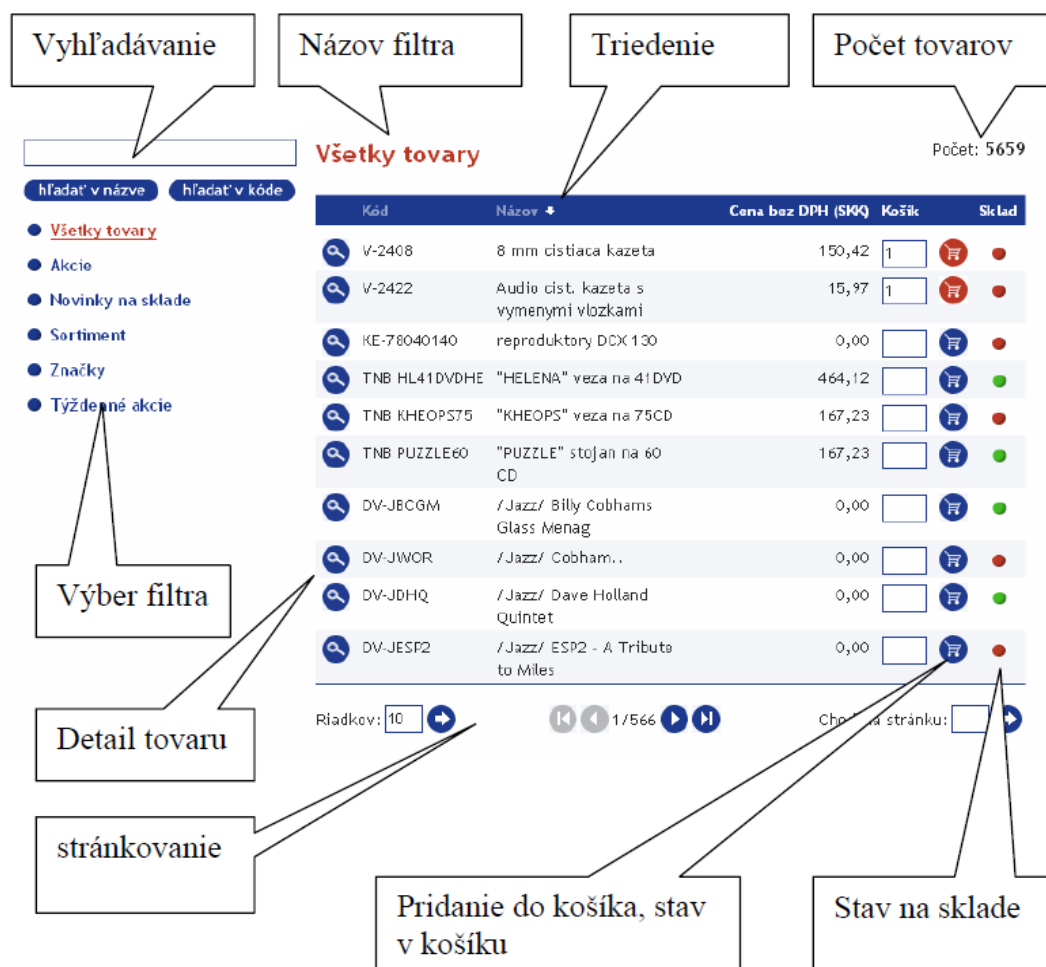 Vyhľadávanie
Názov filtra
Triedenie
Počet tovarov
Všetky tovary
Počet: 5659
hľadať v názve hľadať v kóde
Všetky tovary
Akcie
Novinky na sklade
Sortiment
Značky
Týždenné akcie
Kód Názov Cena bez DPH (SKK) Košík Sklad
V-2408 8 mm cistiaca kazeta 150,42 1
V-2422 Audio cist. kazeta s 15,97 1
vymenymi vlozkami
KE-78040140 reproduktory DCX 130 0,00
TNB HL41DVDHE "HELENA" veza na 41DVD 464,12
TNB KHEOPS75 "KHEOPS" veza na 75CD 167,23
TNB PUZZLE60 "PUZZLE" stojan na 60 167,23
CD
DV-JBCGM /Jazz/ Billy Cobhams 0,00
Glass Menag
DV-JWOR /Jazz/ Cobham.. 0,00
DV-JDHQ /Jazz/ Dave Holland 0,00
Quintet
DV-JESP2 /Jazz/ ESP2 - A Tribute 0,00
to Miles
Riadkov: 10 1/566 stránku:
Výber filtra
Detail tovaru
stránkovanie
Pridanie do košíka, stav
v košíku
Stav na sklade